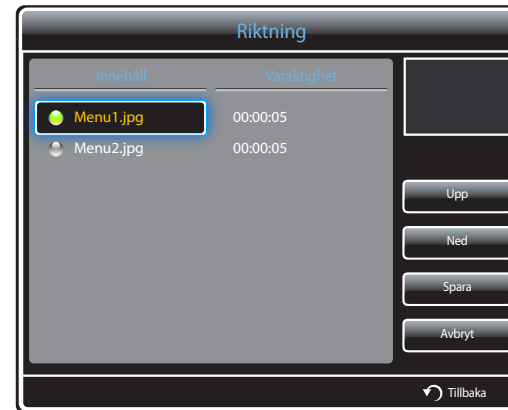 Riktning
Innehåll Varaktighet
Menu1.jpg 00:00:05
Menu2.jpg 00:00:05
Upp
Ned
Spara
Avbryt
Tillbaka